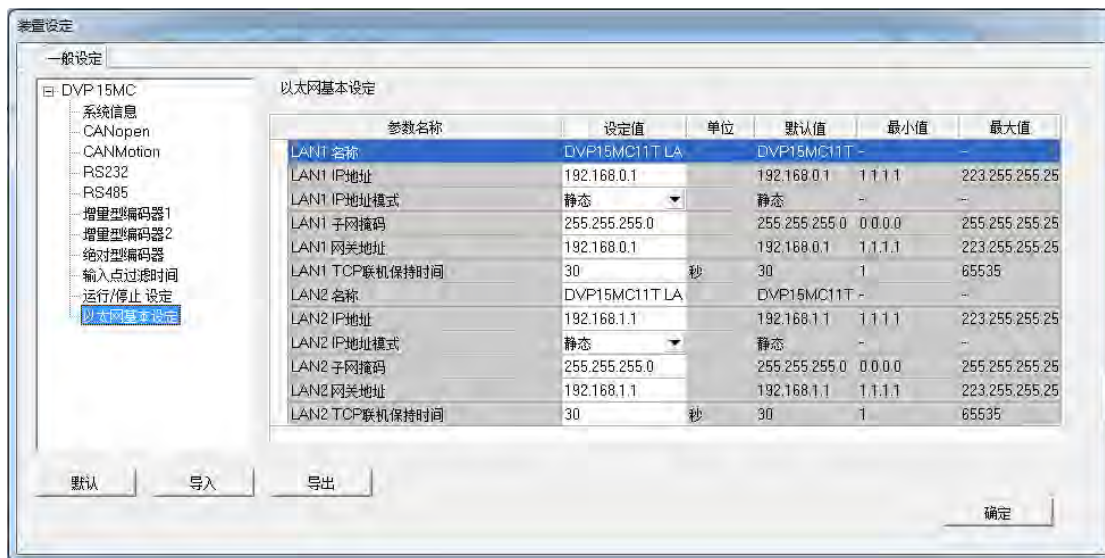 装置设定
一般设定
DVP15MC
系统信息
CANopen
CANMotion
RS232
RS485
增量型编码器1
增量型编码器2
绝对型编码器
输入点过滤时间
运行/停止 设定
以太网基本设定
以太网基本设定
参数名称 设定值 单位 默认值 最小值 最大值
LAN1 名称 DVP15MC11T LA DVP15MC11T - -
LAN1 IP地址 192.168.0.1 192.168.0.1 1.1.1.1 223.255.255.25
LAN1 IP地址模式 静态 静态 - -
LAN1 子网掩码 255.255.255.0 255.255.255.0 0.0.0.0 255.255.255.25
LAN1 网关地址 192.168.0.1 192.168.0.1 1.1.1.1 223.255.255.25
LAN1 TCP联机保持时间 30 秒 30 1 65535
LAN2 名称 DVP15MC11T LA DVP15MC11T - -
LAN2 IP地址 192.168.1.1 192.168.1.1 1.1.1.1 223.255.255.25
LAN2 IP地址模式 静态 静态 - -
LAN2 子网掩码 255.255.255.0 255.255.255.0 0.0.0.0 255.255.255.25
LAN2 网关地址 192.168.1.1 192.168.1.1 1.1.1.1 223.255.255.25
LAN2 TCP联机保持时间 30 秒 30 1 65535
默认 导入 导出
确定